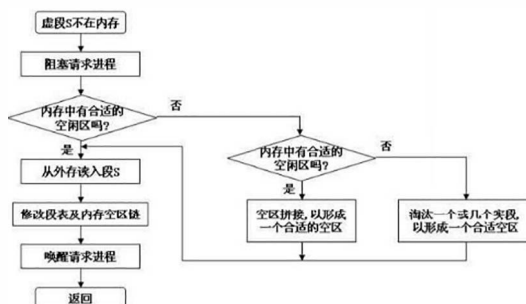 虚段S不在内存
阻塞请求进程
内存中有合适的
空闲区吗?
否
是
从外存读入段S
修改段表及内存空区链
唤醒请求进程
返回
内存中有合适的
空闲区吗?
否
是
空区拼接,以形成
一个合适的空区
淘汰一个或几个实段,
以形成一个合适空区